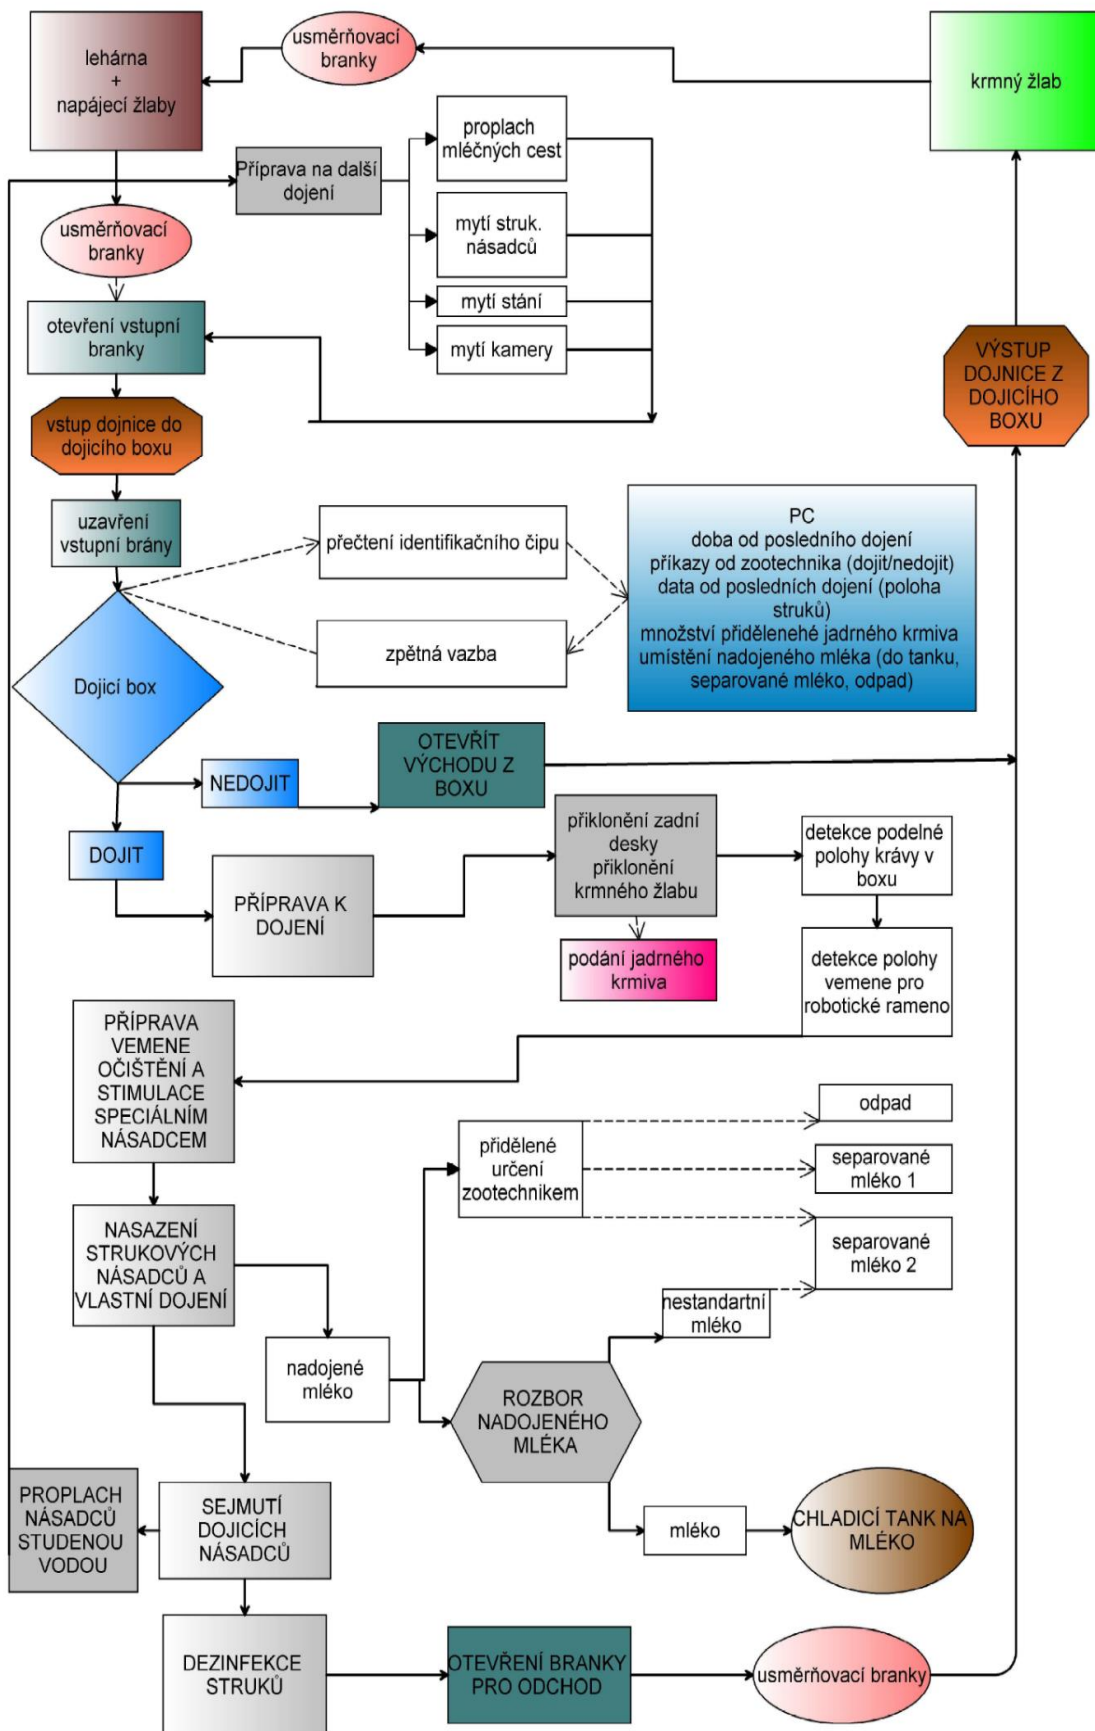 lehárna
+
napájecí žlaby
usměrňovací
branky
krmný žlab
Příprava na další
dojení
proplach
mléčných cest
mytí struk.
násadců
mytí stání
mytí kamery
usměrňovací
branky
otevření vstupní
branky
vstup dojnice do
dojicího boxu
uzavření
vstupní brány
VÝSTUP
DOJNICE Z
DOJICÍHO
BOXU
přečtení identifikačního čipu
zpětná vazba
PC
doba od posledního dojení
příkazy od zootechnika (dojit/nedojit)
data od posledních dojení (poloha
struků)
množství přidělenehé jadrného krmiva
umístění nadojeného mléka (do tanku,
separované mléko, odpad)
Dojicí box
NEDOJIT
OTEVŘÍT
VÝCHODU Z
BOXU
DOJIT
PŘÍPRAVA K
DOJENÍ
přiklonění zadní
desky
přiklonění
krmného žlabu
detekce podelné
polohy krávy v
boxu
podání jadrného
krmiva
detekce polohy
vemene pro
robotické rameno
PŘÍPRAVA
VEMENE
OČIŠTĚNÍ A
STIMULACE
SPECIÁLNÍM
NÁSADCEM
přidělené
určení
zootechnikem
odpad
separované
mléko 1
separované
mléko 2
NASAZENÍ
STRUKOVÝCH
NÁSADCŮ A
VLASTNÍ DOJENÍ
nadojené
mléko
nestandartní
mléko
ROZBOR
NADOJENÉHO
MLÉKA
mléko
CHLADICÍ TANK NA
MLÉKO
PROPLACH
NÁSADCŮ
STUDENOU
VODOU
SEJMUTÍ
DOJICÍCH
NÁSADCŮ
DEZINFEKCE
STRUKŮ
OTEVŘENÍ BRANKY
PRO ODCHOD
usměrňovací branky